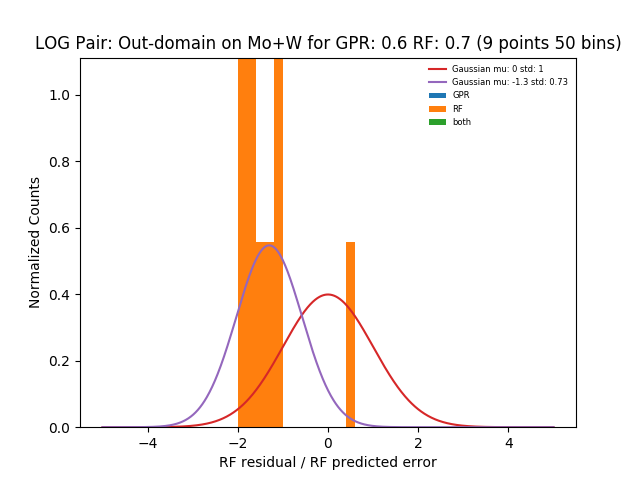 LOG Pair: Out-domain on Mo+W for GPR: 0.6 RF: 0.7 (9 points 50 bins)
Gaussian mu: 0 std: 1
Gaussian mu: -1.3 std: 0.73
GPR
RF
both
Normalized Counts
1.0
0.8
0.6
0.4
0.2
0.0
−4 −2 0 2 4
RF residual / RF predicted error